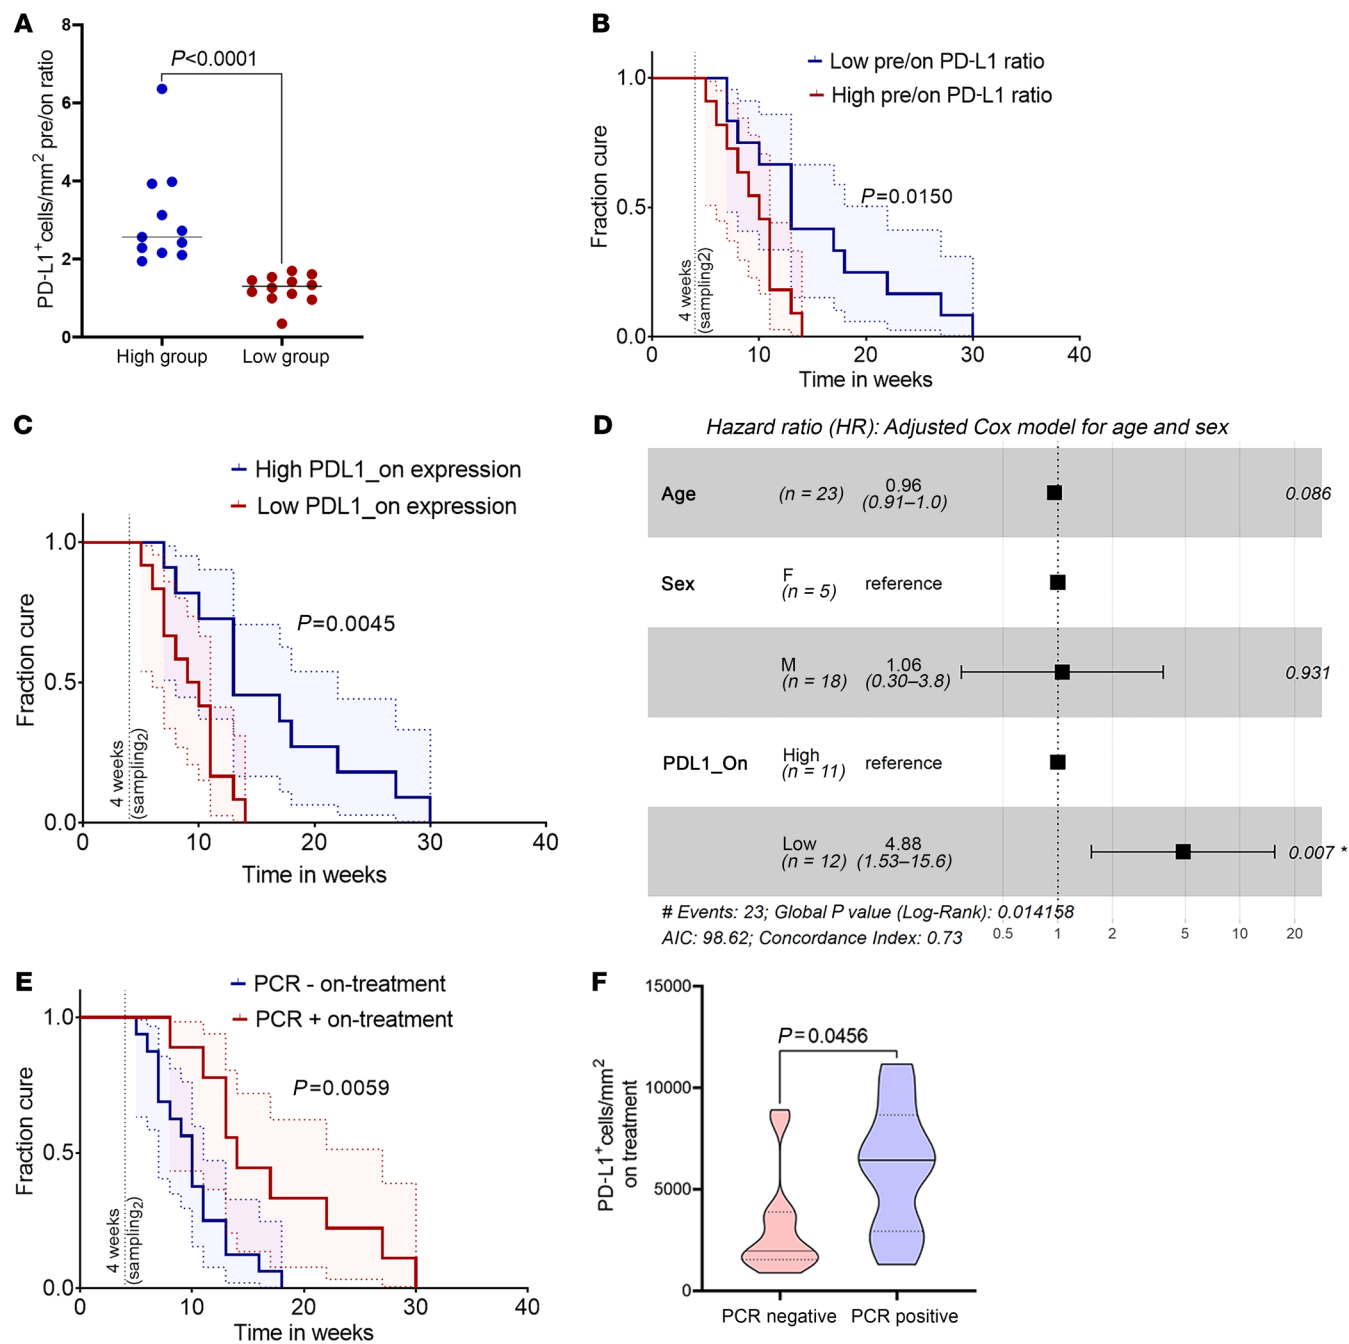 A
PD-L1+cells/mm2 pre/on ratio
8
6
4
2
0
P<0.0001
High group
Low group
B
Low pre/on PD-L1 ratio
High pre/on PD-L1 ratio
Fraction cure
1.0
0.5
0.0
P=0.0150
4 weeks
(sampling2)
0
10
20
30
40
Time in weeks
C
High PDL1_on expression
Low PDL1_on expression
Fraction cure
1.0
0.5
0.0
P=0.0045
4 weeks
(sampling2)
0
10
20
30
40
Time in weeks
D
Hazard ratio (HR): Adjusted Cox model for age and sex
Age
(n = 23)
0.96
(0.91–1.0)
0.086
Sex
F
(n = 5)
reference
M
(n = 18)
1.06
(0.30–3.8)
0.931
PDL1_On
High
(n = 11)
reference
Low
(n = 12)
4.88
(1.53–15.6)
0.007 *
# Events: 23; Global P value (Log-Rank): 0.014158
AIC: 98.62; Concordance Index: 0.73
0.5
1
2
5
10
20
E
PCR - on-treatment
PCR + on-treatment
Fraction cure
1.0
0.5
0.0
P=0.0059
4 weeks
(sampling2)
0
10
20
30
40
Time in weeks
F
PD-L1+cells/mm2
on treatment
15000
10000
5000
0
P=0.0456
PCR negative
PCR positive